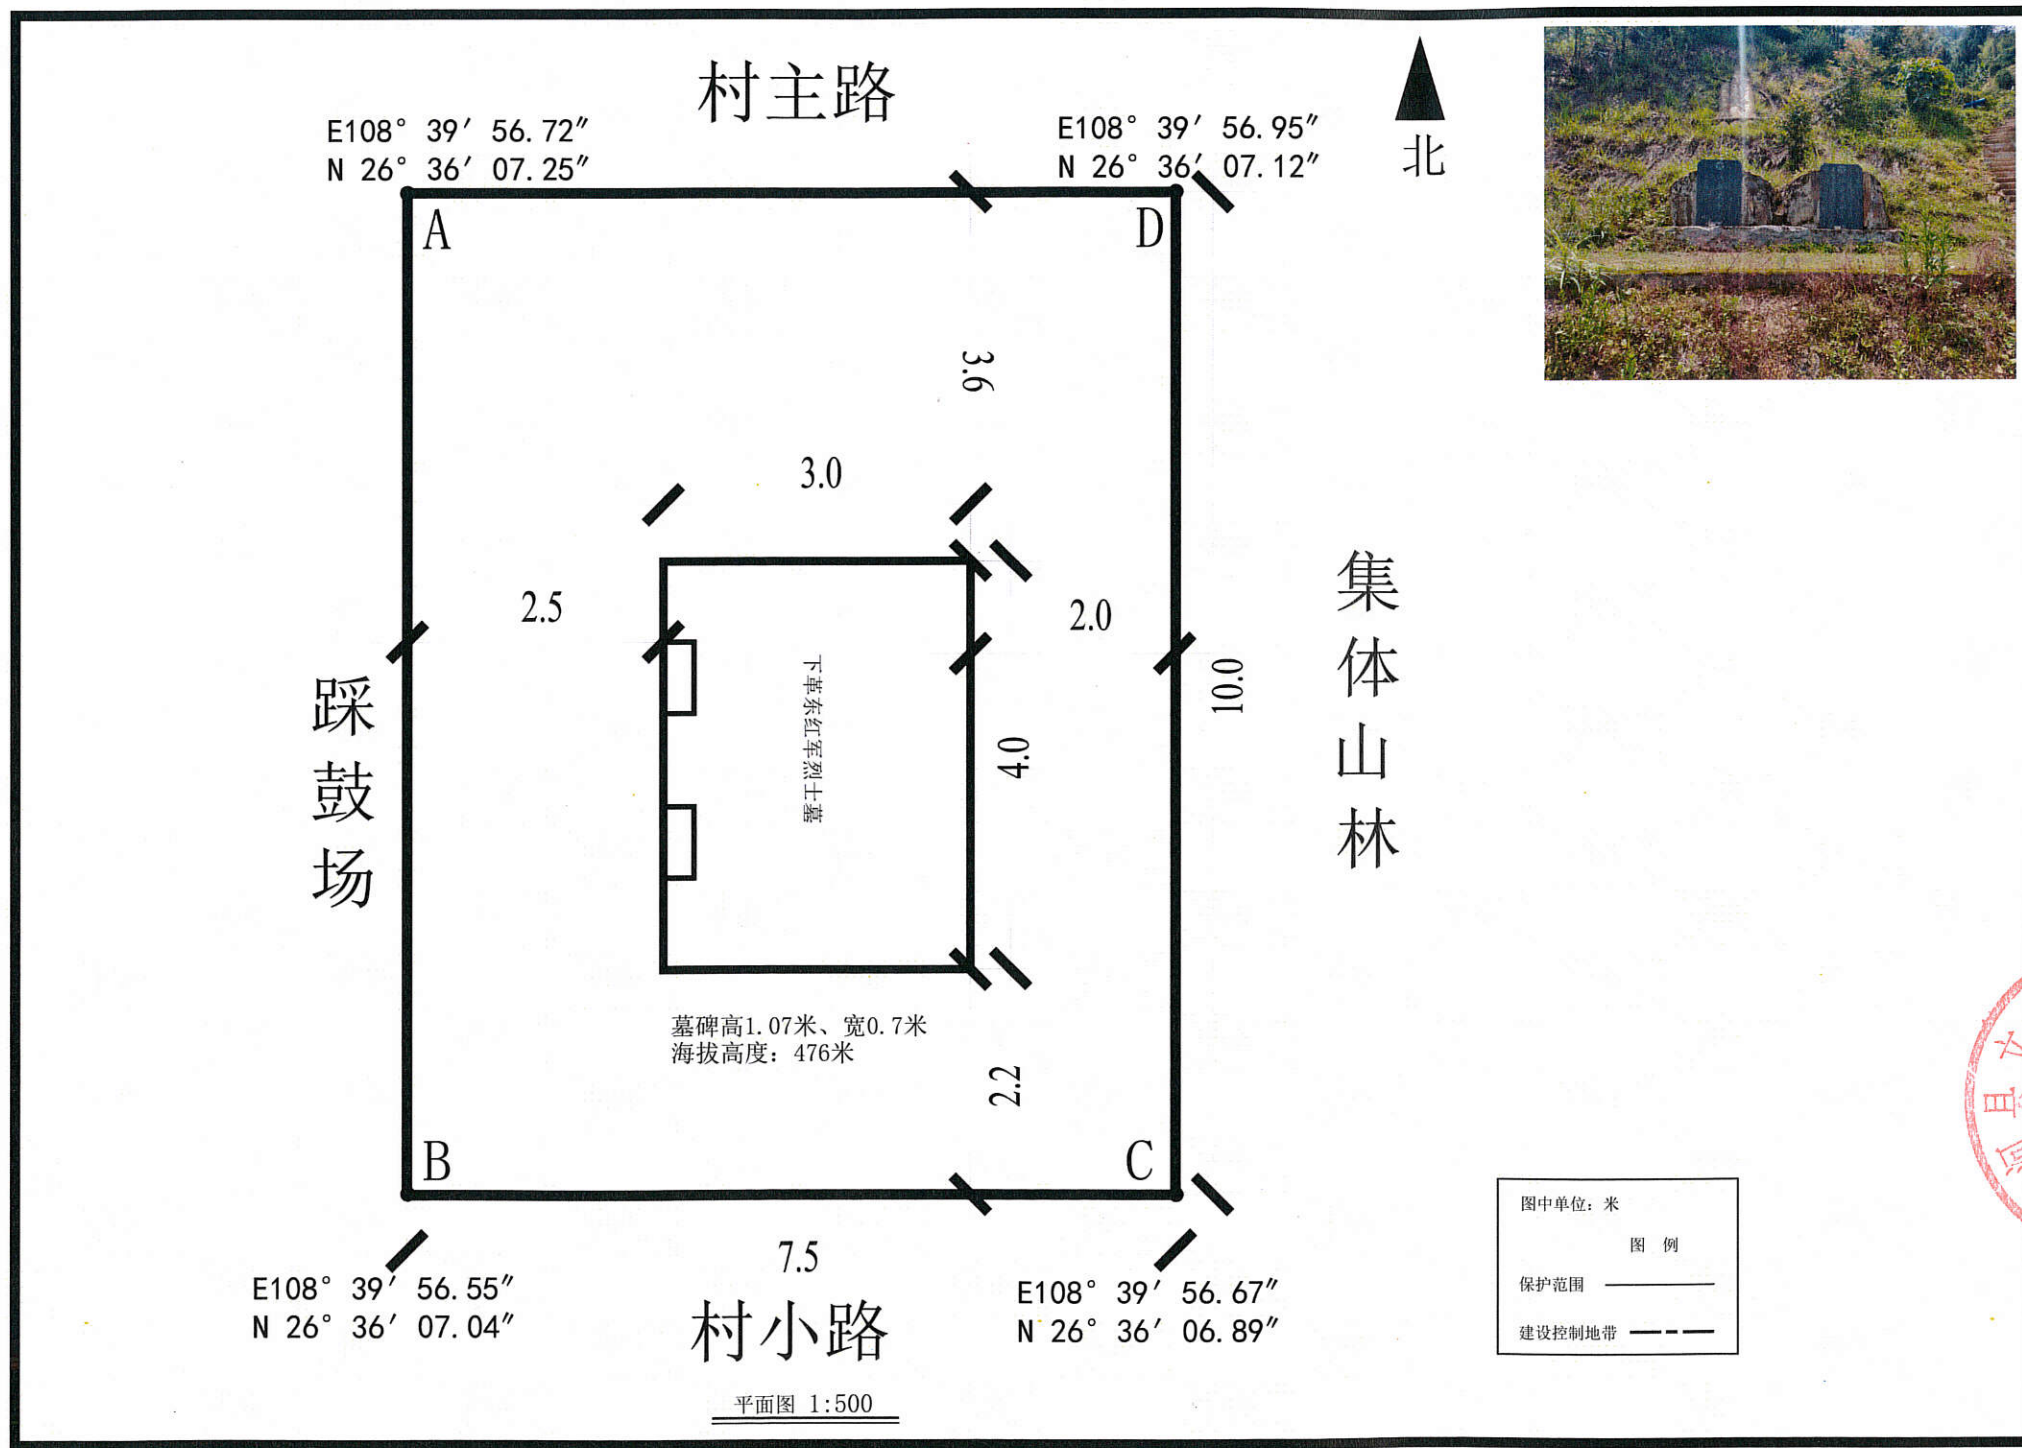 村主路
E108° 39′ 56.72″
N 26° 36′ 07.25″
E108° 39′ 56.95″
N 26° 36′ 07.12″
北
A
D
3.6
3.0
2.5
2.0
10.0
4.0
下革东红军烈士墓
踩鼓场
集体山林
墓碑高1.07米、宽0.7米
海拔高度：476米
2.2
B
C
7.5
E108° 39′ 56.55″
N 26° 36′ 07.04″
E108° 39′ 56.67″
N 26° 36′ 06.89″
村小路
平面图 1:500
图中单位：米
图 例
保护范围
建设控制地带
县文